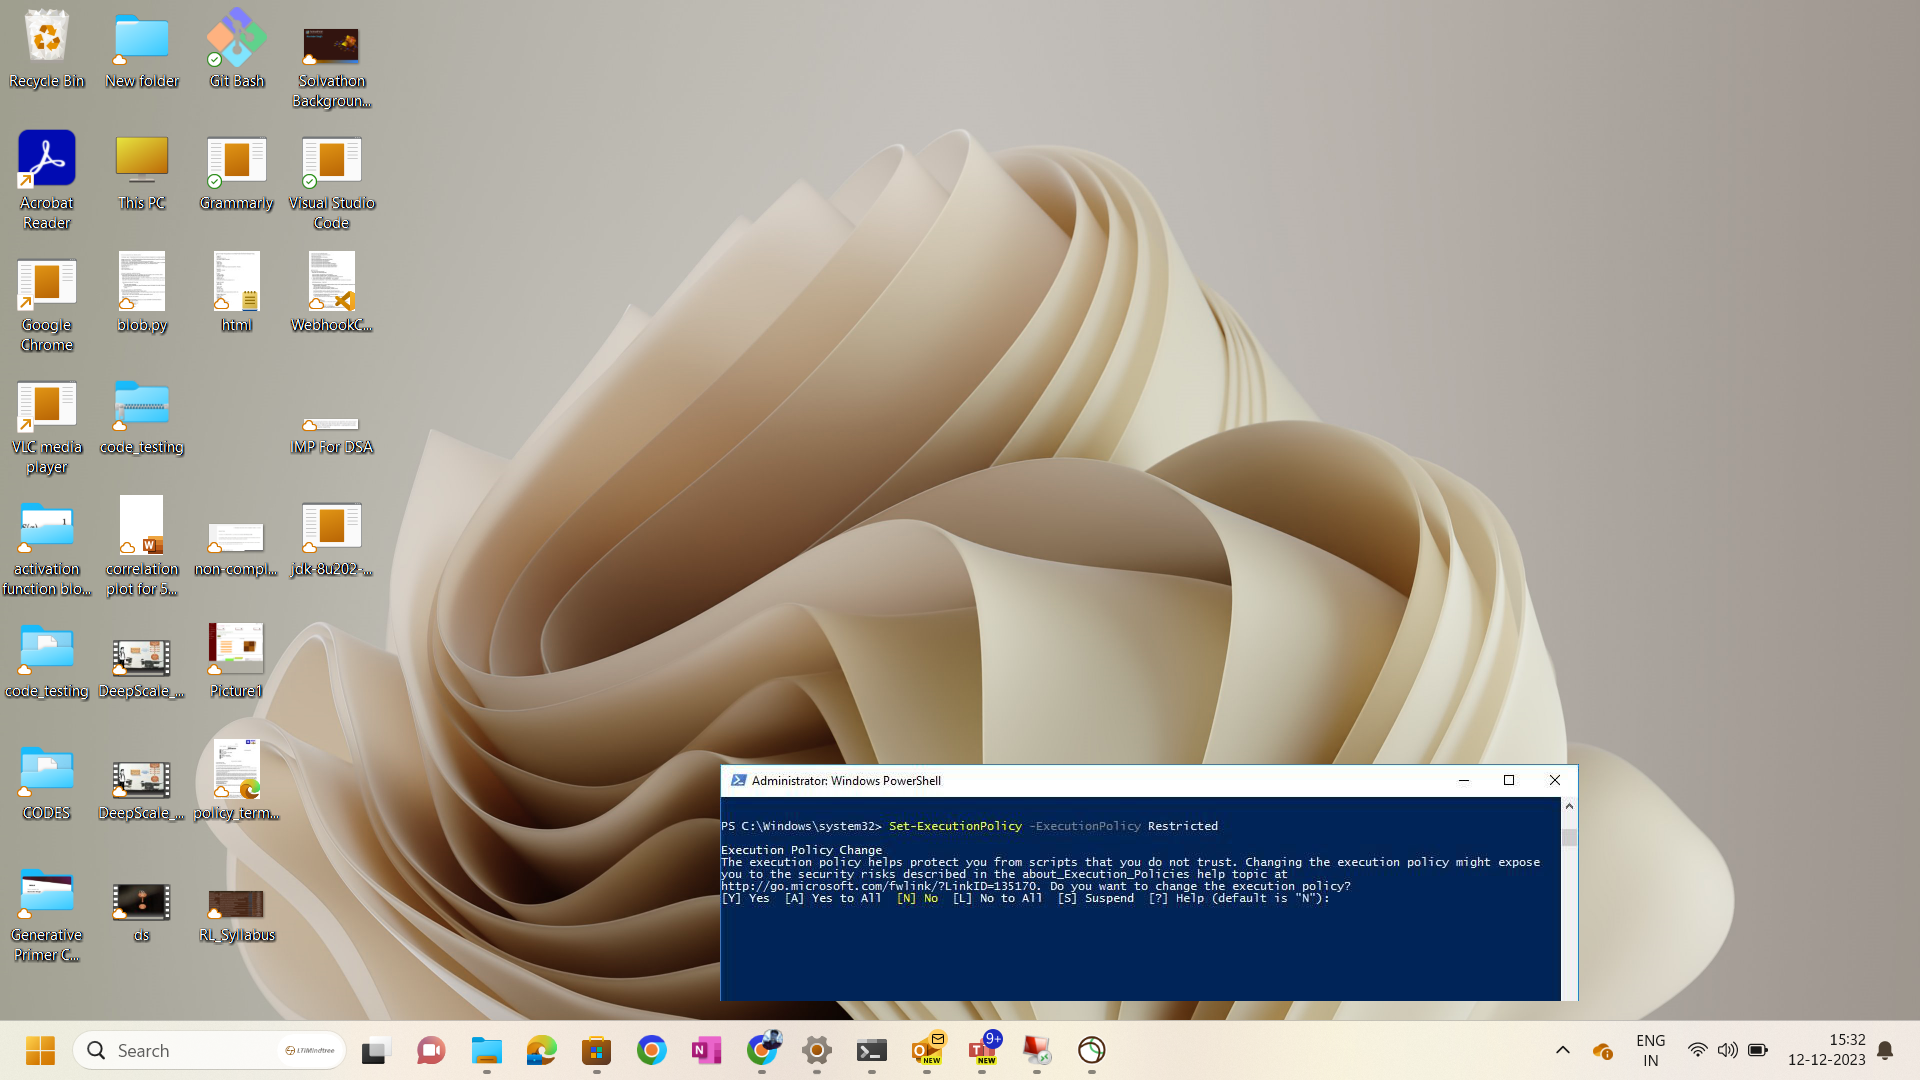 Recycle Bin
New folder
Git Bash
Solvathon
Backgroun...
Acrobat
Reader
This PC
Grammarly
Visual Studio
Code
Google
Chrome
blob.py
html
WebhookC...
VLC media
player
code_testing
IMP For DSA
activation
function blo...
correlation
plot for 5...
non-compl...
jdk-8u202-...
code_testing
DeepScale_...
Picture1
CODES
DeepScale_...
policy_term...
Generative
Primer C...
ds
RL_Syllabus
Administrator: Windows PowerShell
PS C:\Windows\system32> Set-ExecutionPolicy -ExecutionPolicy Restricted
Execution Policy Change
The execution policy helps protect you from scripts that you do not trust. Changing the execution policy might expose
you to the security risks described in the about_Execution_Policies help topic at
http://go.microsoft.com/fwlink/?LinkID=135170. Do you want to change the execution policy?
[Y] Yes  [A] Yes to All  [N] No  [L] No to All  [S] Suspend  [?] Help (default is "N"):
Search
LTIMindtree
NEW
9+
NEW
ENG
IN
15:32
12-12-2023